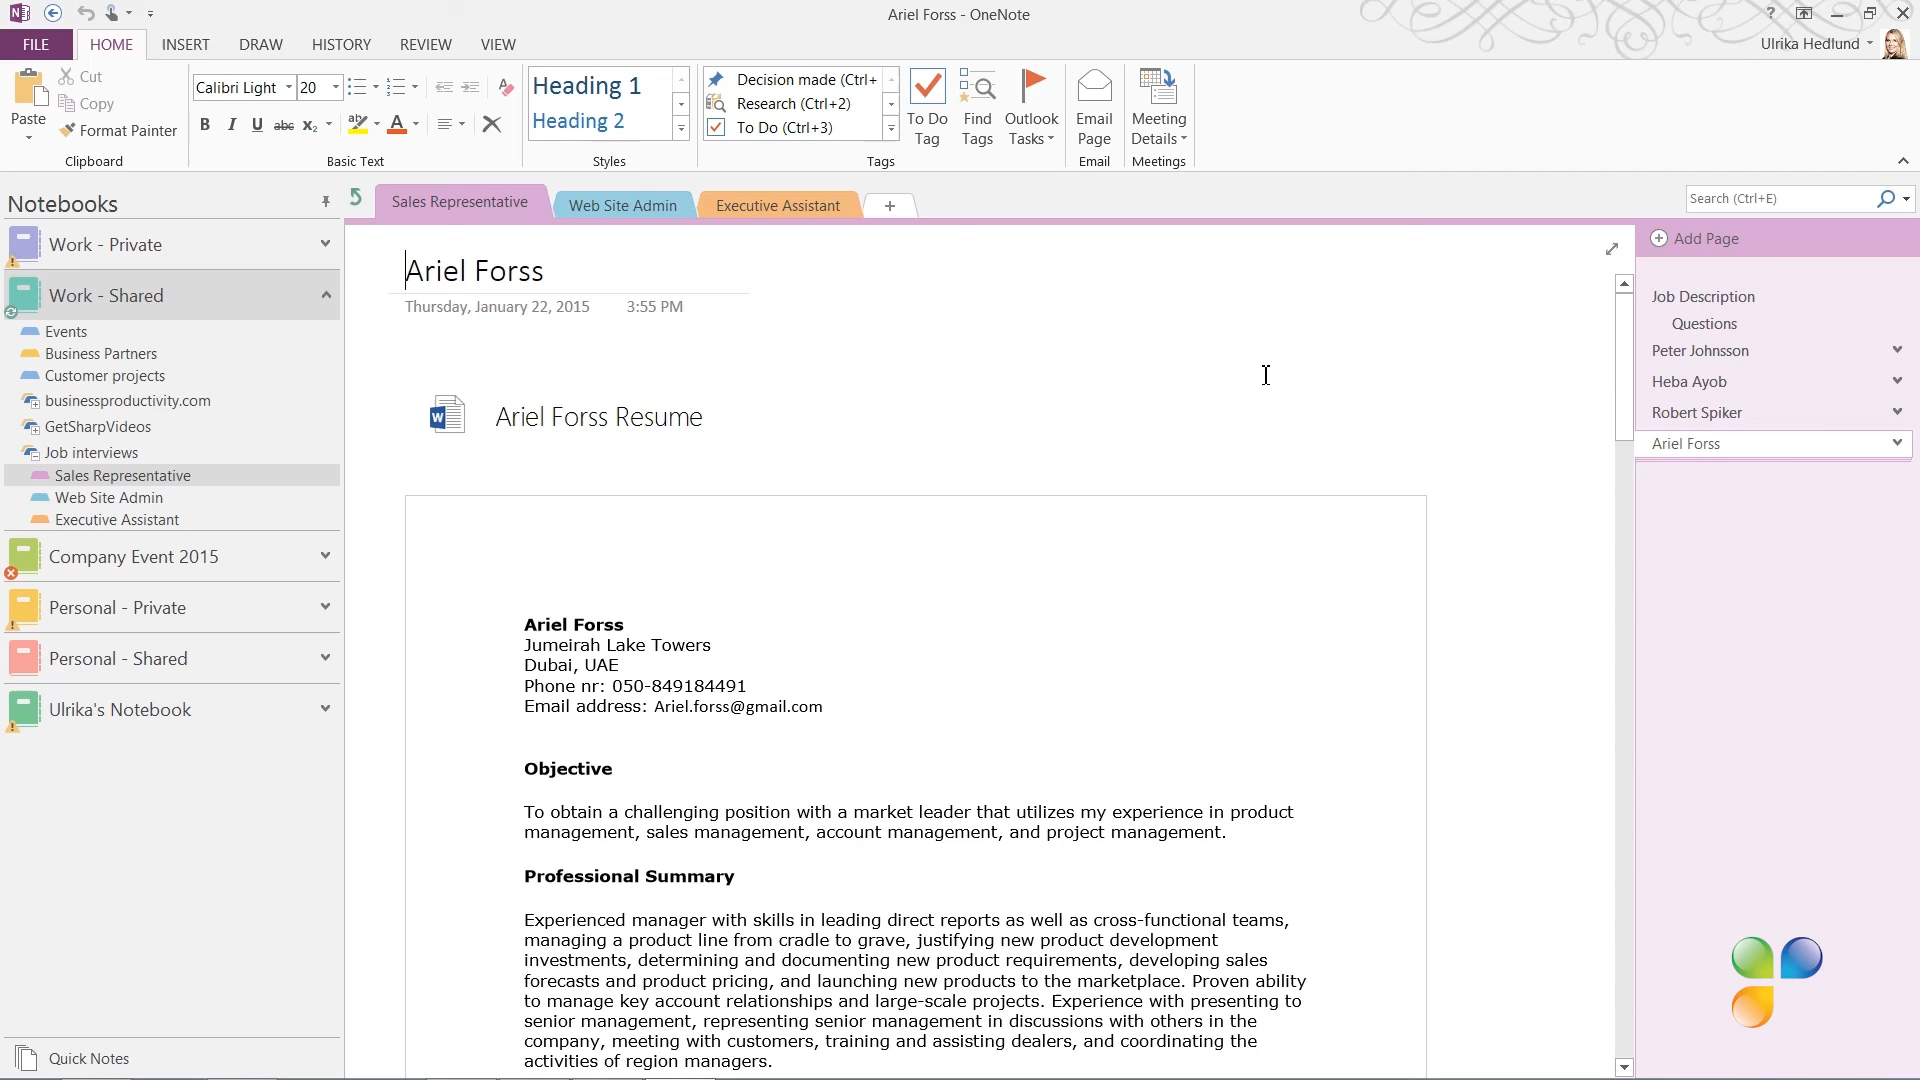 Ariel Forss - OneNote
?
FILE HOME INSERT DRAW HISTORY REVIEW VIEW
Ulrika Hedlund
Paste
Cut
Copy
Format Painter
Clipboard
Calibri Light 20
B I U abc X₂ ab A
Basic Text
Heading 1
Heading 2
Styles
Decision made (Ctrl+
Research (Ctrl+2)
To Do (Ctrl+3)
Tags
To Do
Tag
Find
Tags
Outlook
Tasks
Email
Page
Email
Meeting
Details
Meetings
Notebooks
Work - Private
Work - Shared
Events
Business Partners
Customer projects
businessproductivity.com
GetSharpVideos
Job interviews
Sales Representative
Web Site Admin
Executive Assistant
Company Event 2015
Personal - Private
Personal - Shared
Ulrika's Notebook
Quick Notes
Sales Representative
Web Site Admin
Executive Assistant
+
Search (Ctrl+E)
Ariel Forss
Thursday, January 22, 2015 3:55 PM
W
Ariel Forss Resume
Ariel Forss
Jumeirah Lake Towers
Dubai, UAE
Phone nr: 050-849184491
Email address: Ariel.forss@gmail.com
Objective
To obtain a challenging position with a market leader that utilizes my experience in product
management, sales management, account management, and project management.
Professional Summary
Experienced manager with skills in leading direct reports as well as cross-functional teams,
managing a product line from cradle to grave, justifying new product development
investments, determining and documenting new product requirements, developing sales
forecasts and product pricing, and launching new products to the marketplace. Proven ability
to manage key account relationships and large-scale projects. Experience with presenting to
senior management, representing senior management in discussions with others in the
company, meeting with customers, training and assisting dealers, and coordinating the
activities of region managers.
Add Page
Job Description
Questions
Peter Johnsson
Heba Ayob
Robert Spiker
Ariel Forss